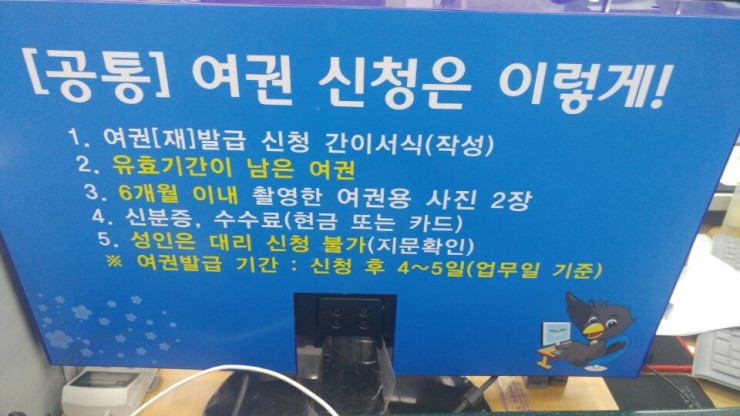 [공통] 여권 신청은 이렇게!
1. 여권[재]발급 신청 간이서식(작성)
2. 유효기간이 남은 여권
3. 6개월 이내 촬영한 여권용 사진 2장
4. 신분증, 수수료(현금 또는 카드)
5. 성인은 대리 신청 불가(지문확인)
※ 여권발급 기간 : 신청 후 4~5일(업무일 기준)